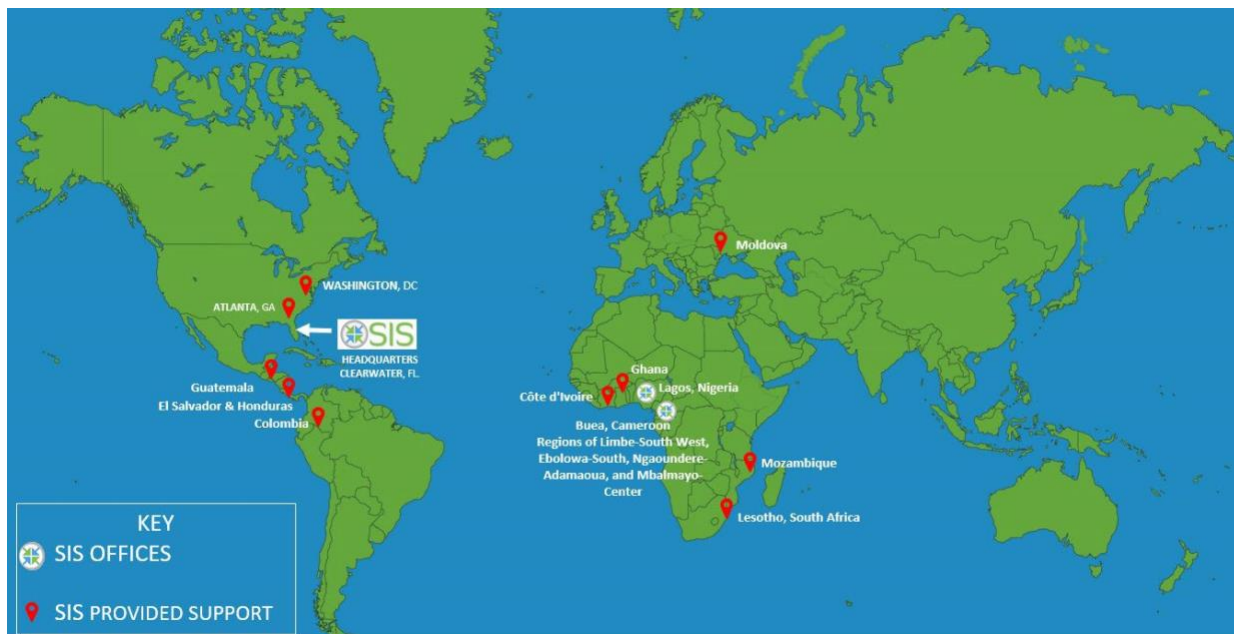 Moldova
WASHINGTON, DC
ATLANTA, GA
SIS
HEADQUARTERS
CLEARWATER, FL.
Guatemala
El Salvador & Honduras
Colombia
Ghana
Côte d'Ivoire
Lagos, Nigeria
Buea, Cameroon
Regions of Limbe-South West,
Ebolowa-South, Ngaoundere-
Adamaoua, and Mbalmayo-
Center
Mozambique
Lesotho, South Africa
KEY
SIS OFFICES
SIS PROVIDED SUPPORT